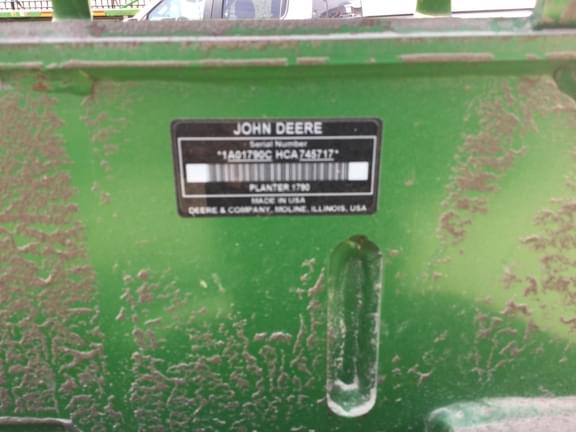 JOHN DEERE
Serial Number
*1A01790C HCA745717*
PLANTER 1790
MADE IN USA
DEERE & COMPANY, MOLINE, ILLINOIS, USA